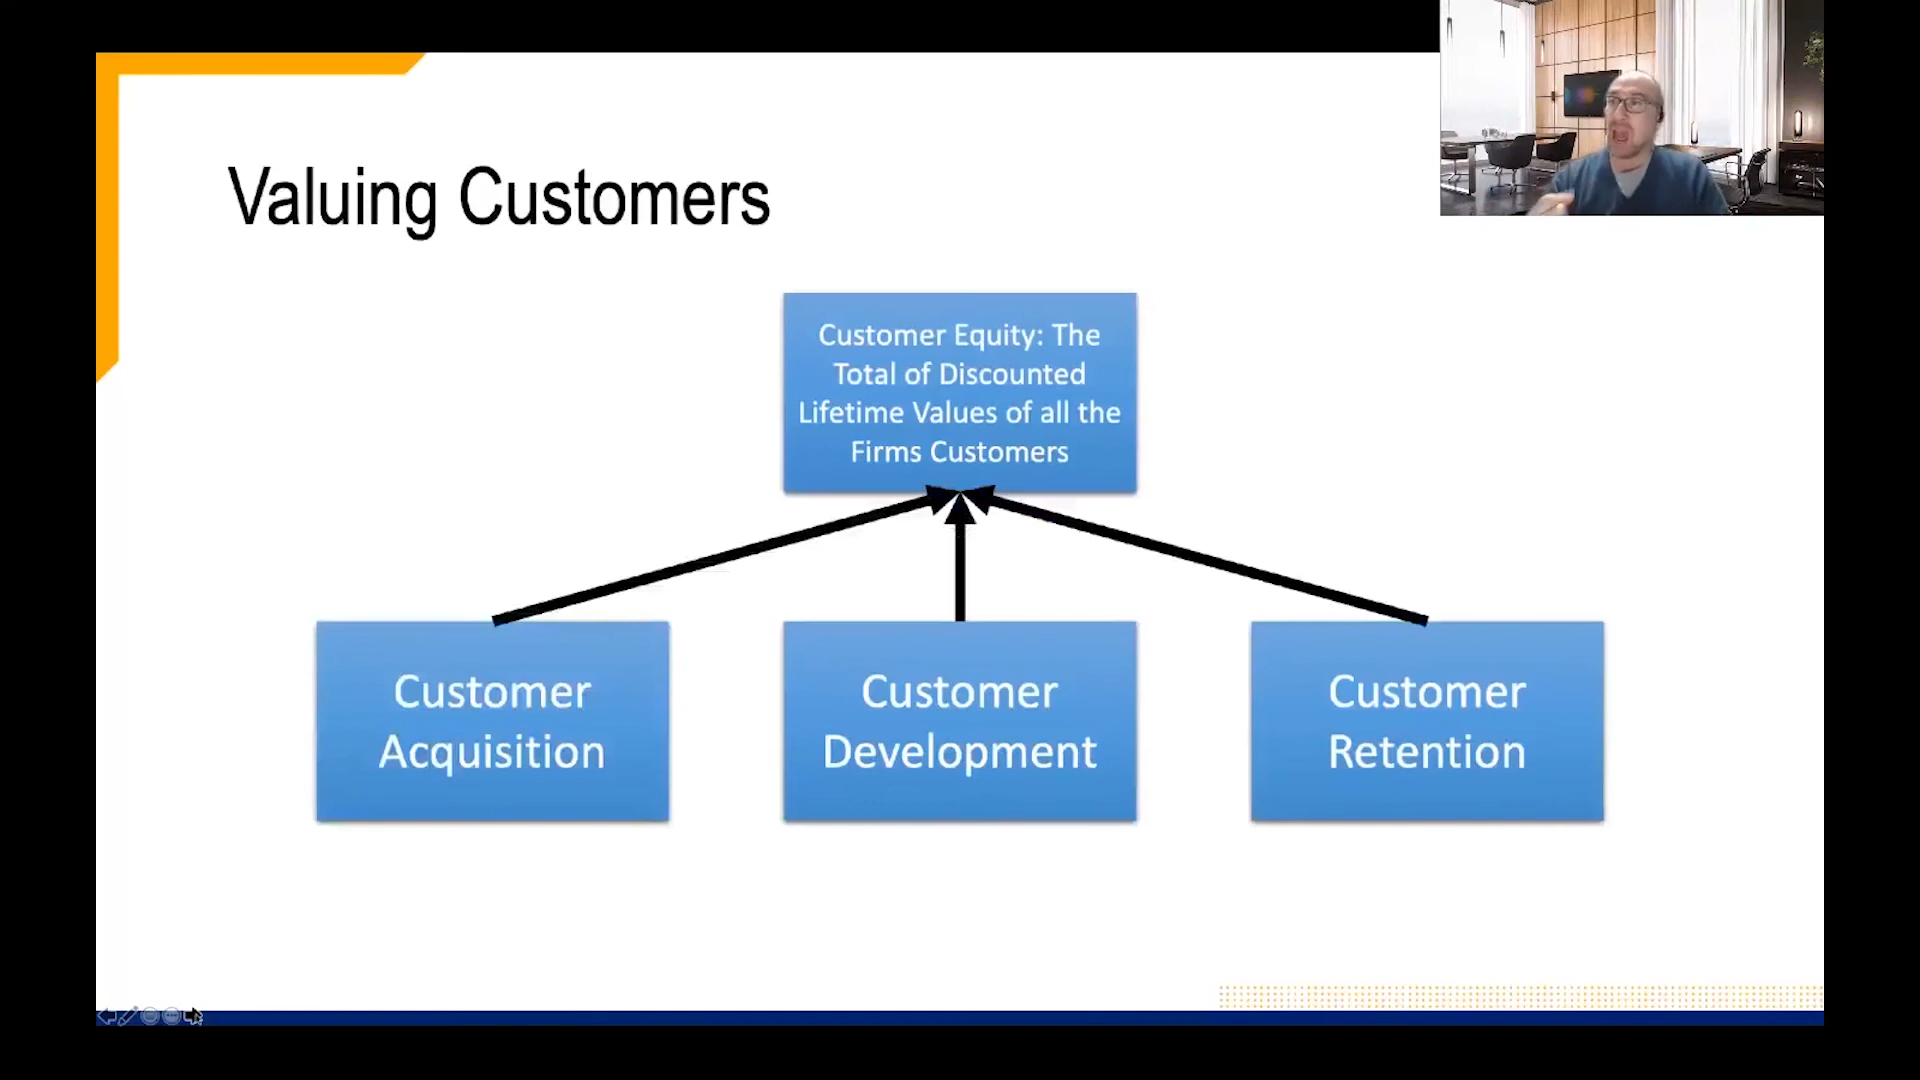 Valuing Customers
Customer Equity: The
Total of Discounted
Lifetime Values of all the
Firms Customers
Customer
Acquisition
Customer
Development
Customer
Retention